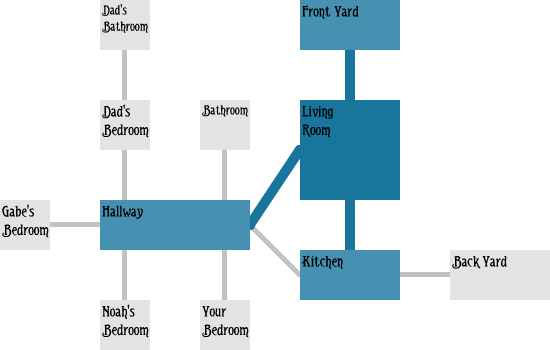 Dad's
Bathroom
Front Yard
Dad's
Bedroom
Bathroom
Living
Room
Gabe's
Bedroom
Hallway
Kitchen
Back Yard
Noah's
Bedroom
Your
Bedroom